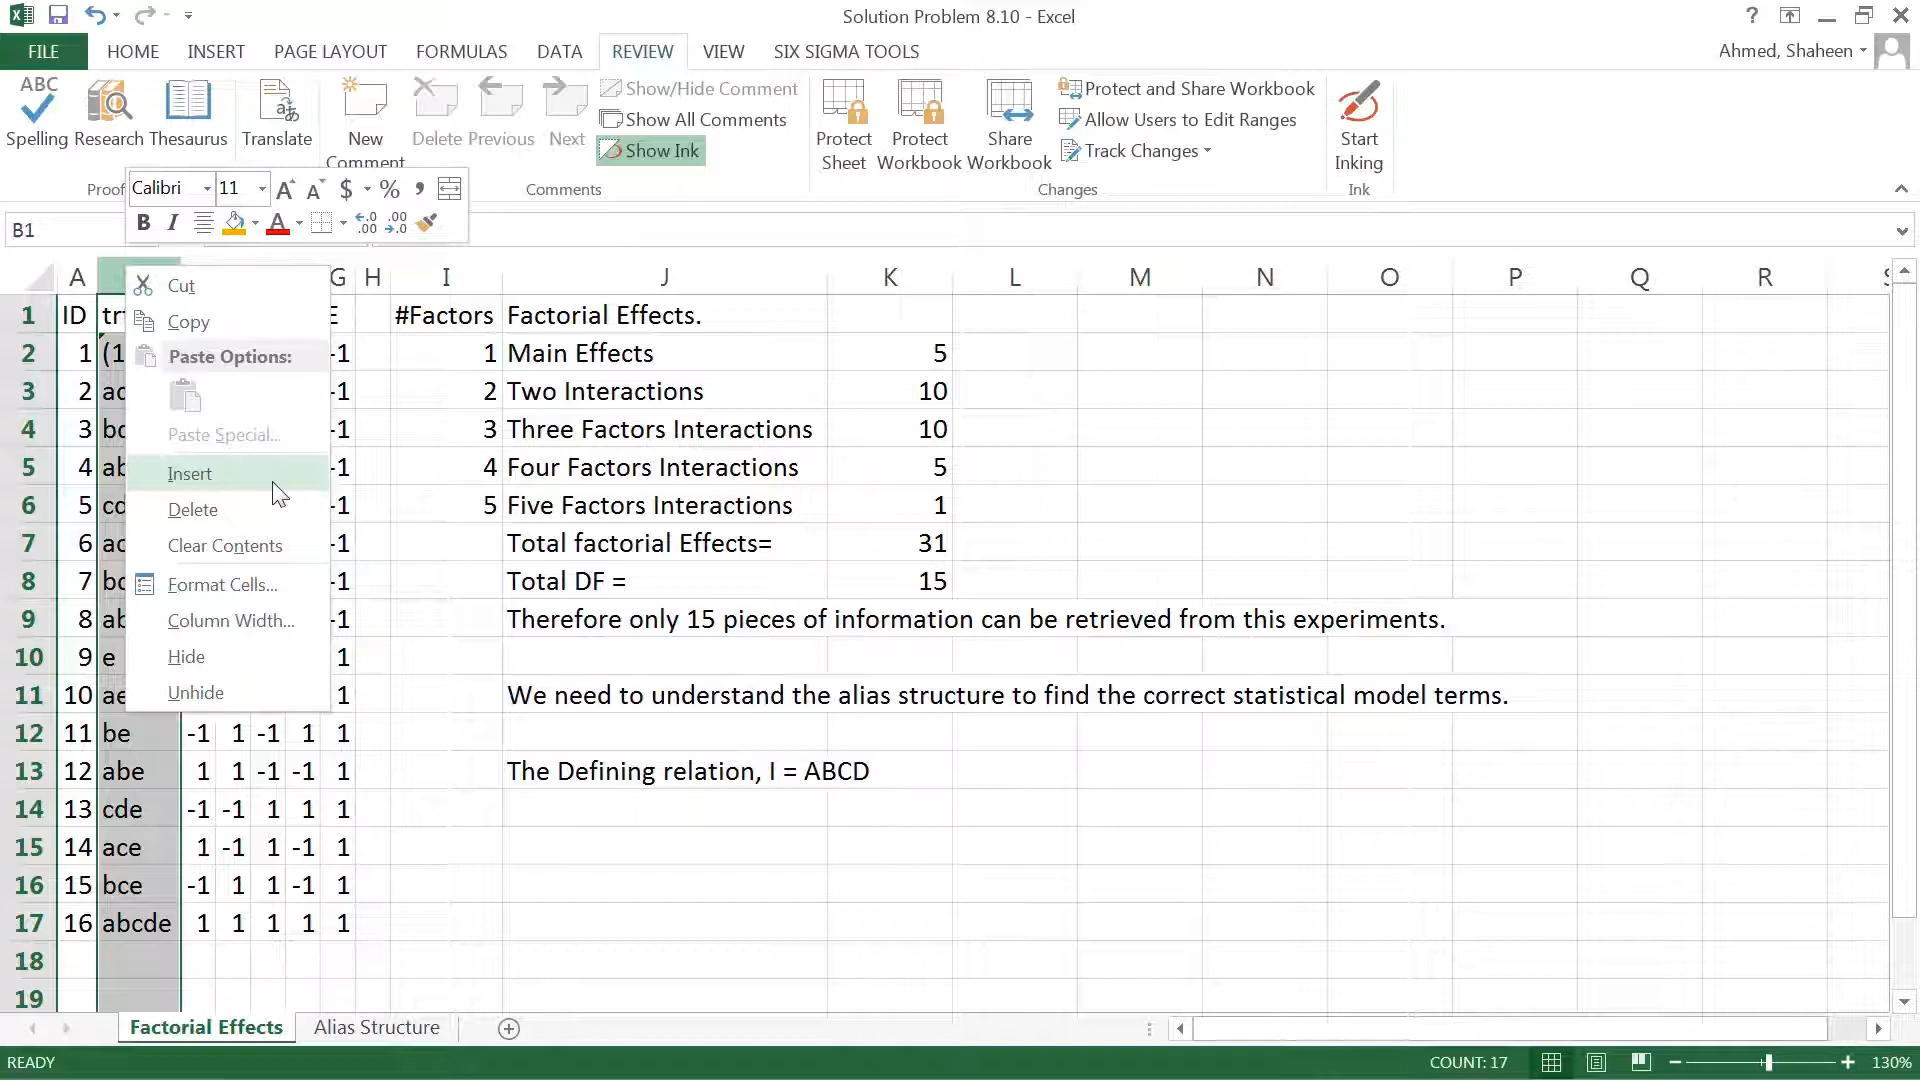 Solution Problem 8.10 - Excel
?
FILE HOME INSERT PAGE LAYOUT FORMULAS DATA REVIEW VIEW SIX SIGMA TOOLS
Ahmed, Shaheen
ABC
Spelling Research Thesaurus Translate New Comment Delete Previous Next
Show/Hide Comment
Show All Comments
Show Ink
Protect Sheet
Protect Workbook
Share Workbook
Protect and Share Workbook
Allow Users to Edit Ranges
Track Changes
Start Inking
Comments Changes Ink
Calibri 11 A A $ % ,
B I A .0 .00 .00 .0
B1
A G H I J K L M N O P Q R
Cut
Copy
Paste Options:
Paste Special...
Insert
Delete
Clear Contents
Format Cells...
Column Width...
Hide
Unhide
1 ID E #Factors Factorial Effects.
2 1 -1 1 Main Effects 5
3 2 -1 2 Two Interactions 10
4 3 -1 3 Three Factors Interactions 10
5 4 -1 4 Four Factors Interactions 5
6 5 -1 5 Five Factors Interactions 1
7 6 -1 Total factorial Effects= 31
8 7 -1 Total DF = 15
9 8 -1 Therefore only 15 pieces of information can be retrieved from this experiments.
10 9 e 1
11 10 1 We need to understand the alias structure to find the correct statistical model terms.
12 11 be -1 1 -1 1 1
13 12 abe 1 1 -1 -1 1 The Defining relation, I = ABCD
14 13 cde -1 -1 1 1 1
15 14 ace 1 -1 1 -1 1
16 15 bce -1 1 1 -1 1
17 16 abcde 1 1 1 1 1
18
19
Factorial Effects Alias Structure
READY COUNT: 17 130%